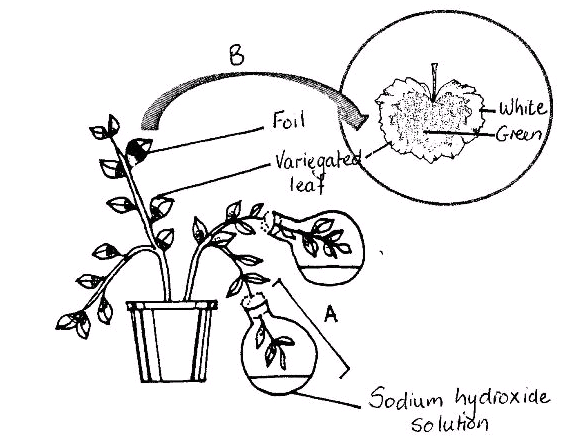 B
Foil
White
Green
Variegated
leaf
A
Sodium hydroxide
solution